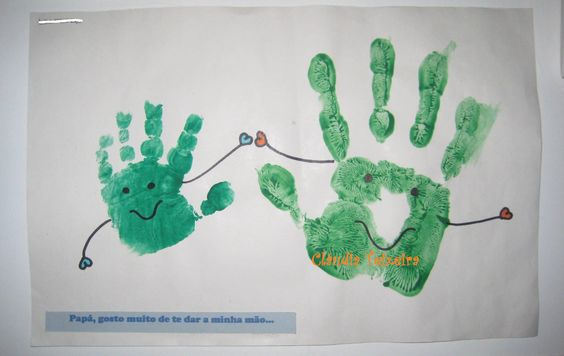 Cláudia Teixeira
Papá, gosto muito de te dar a minha mão...